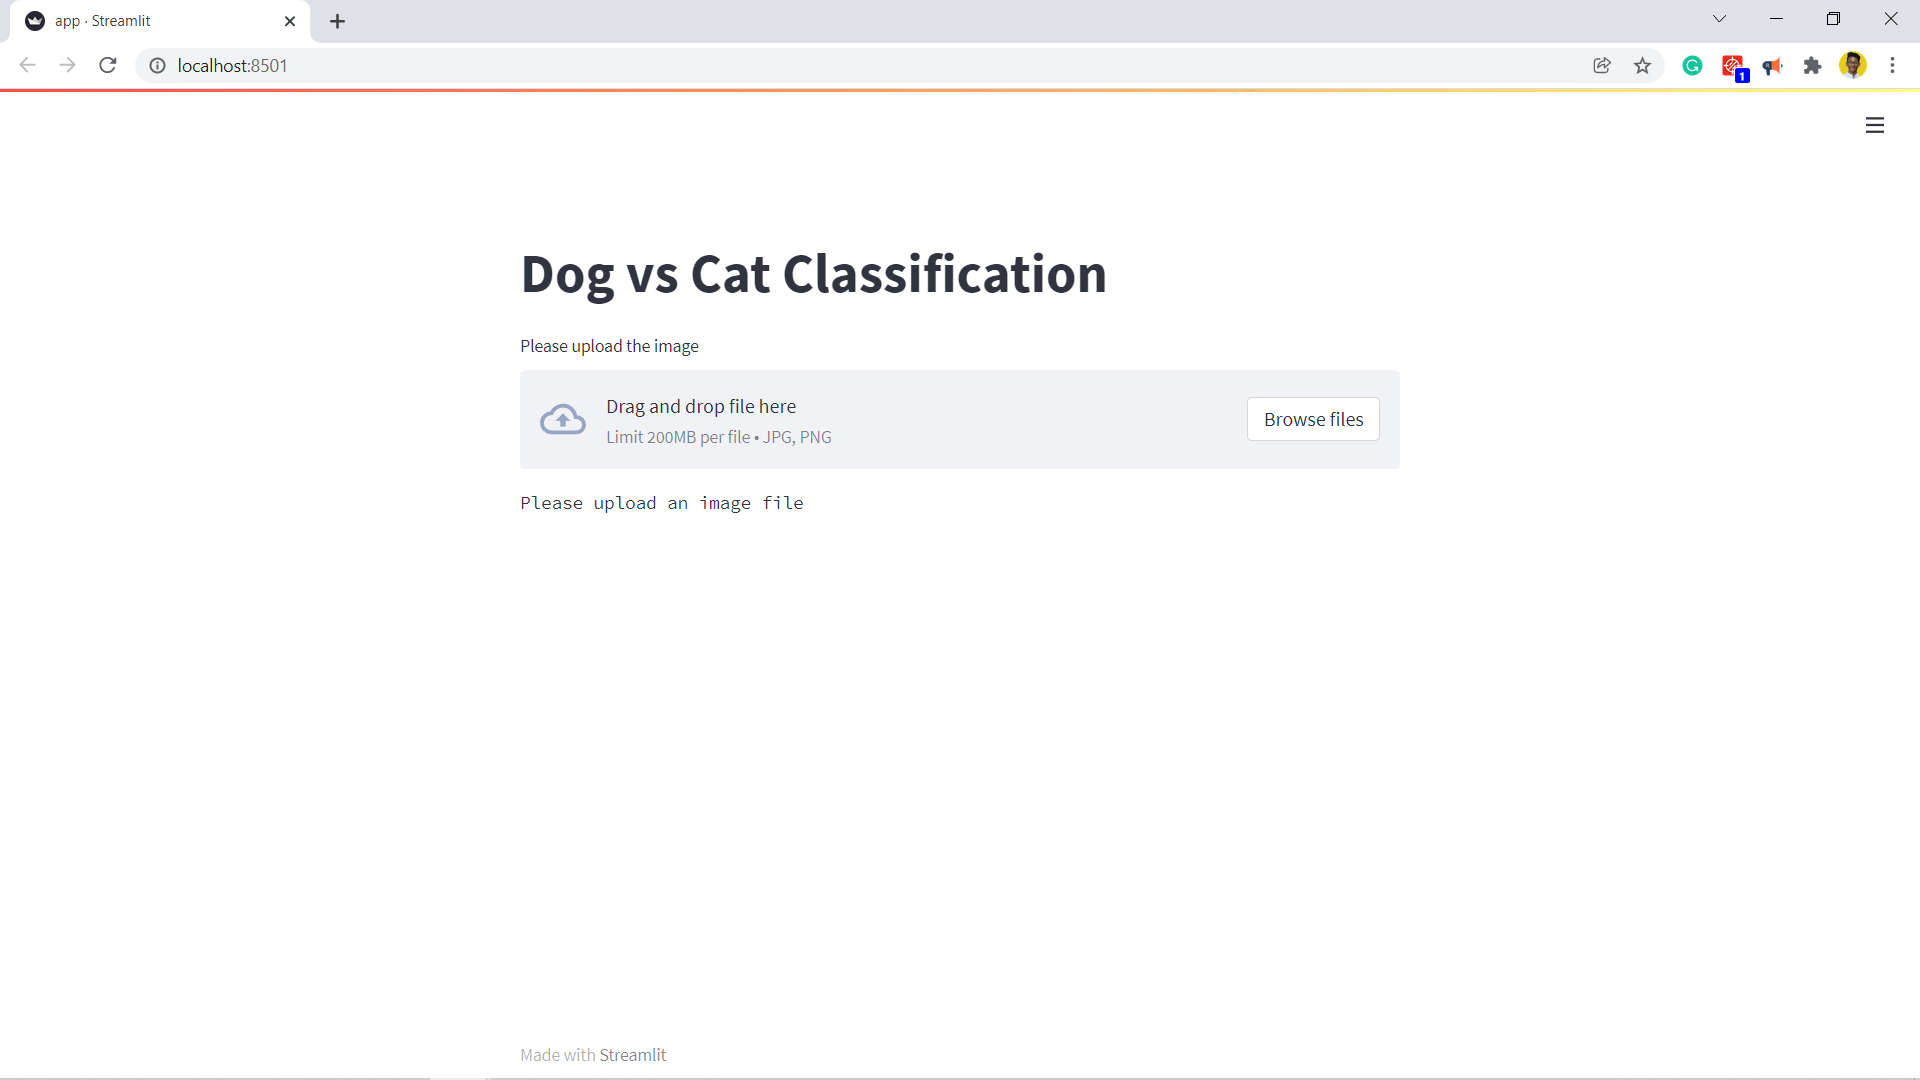 app · Streamlit
localhost:8501
1
Dog vs Cat Classification
Please upload the image
Drag and drop file here
Limit 200MB per file • JPG, PNG
Browse files
Please upload an image file
Made with Streamlit